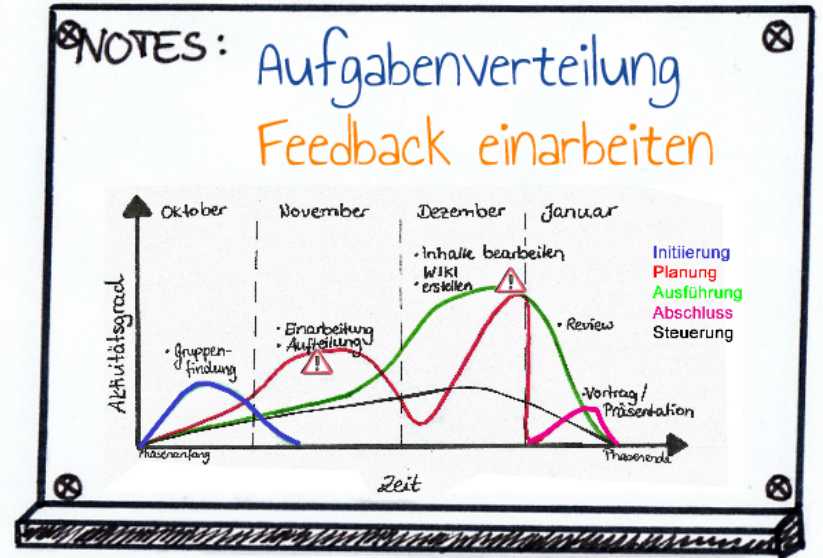 NOTES:
Aufgabenverteilung
Feedback einarbeiten
Oktober
November
Dezember
Januar
Aktivitätsgrad
• Gruppen-
findung
• Einarbeitung
• Aufteilung
• Inhalte bearbeiten
• WIKI
erstellen
• Review
• Vortrag/
Präsentation
Phasenanfang
Phasenende
Zeit
Initiierung
Planung
Ausführung
Abschluss
Steuerung